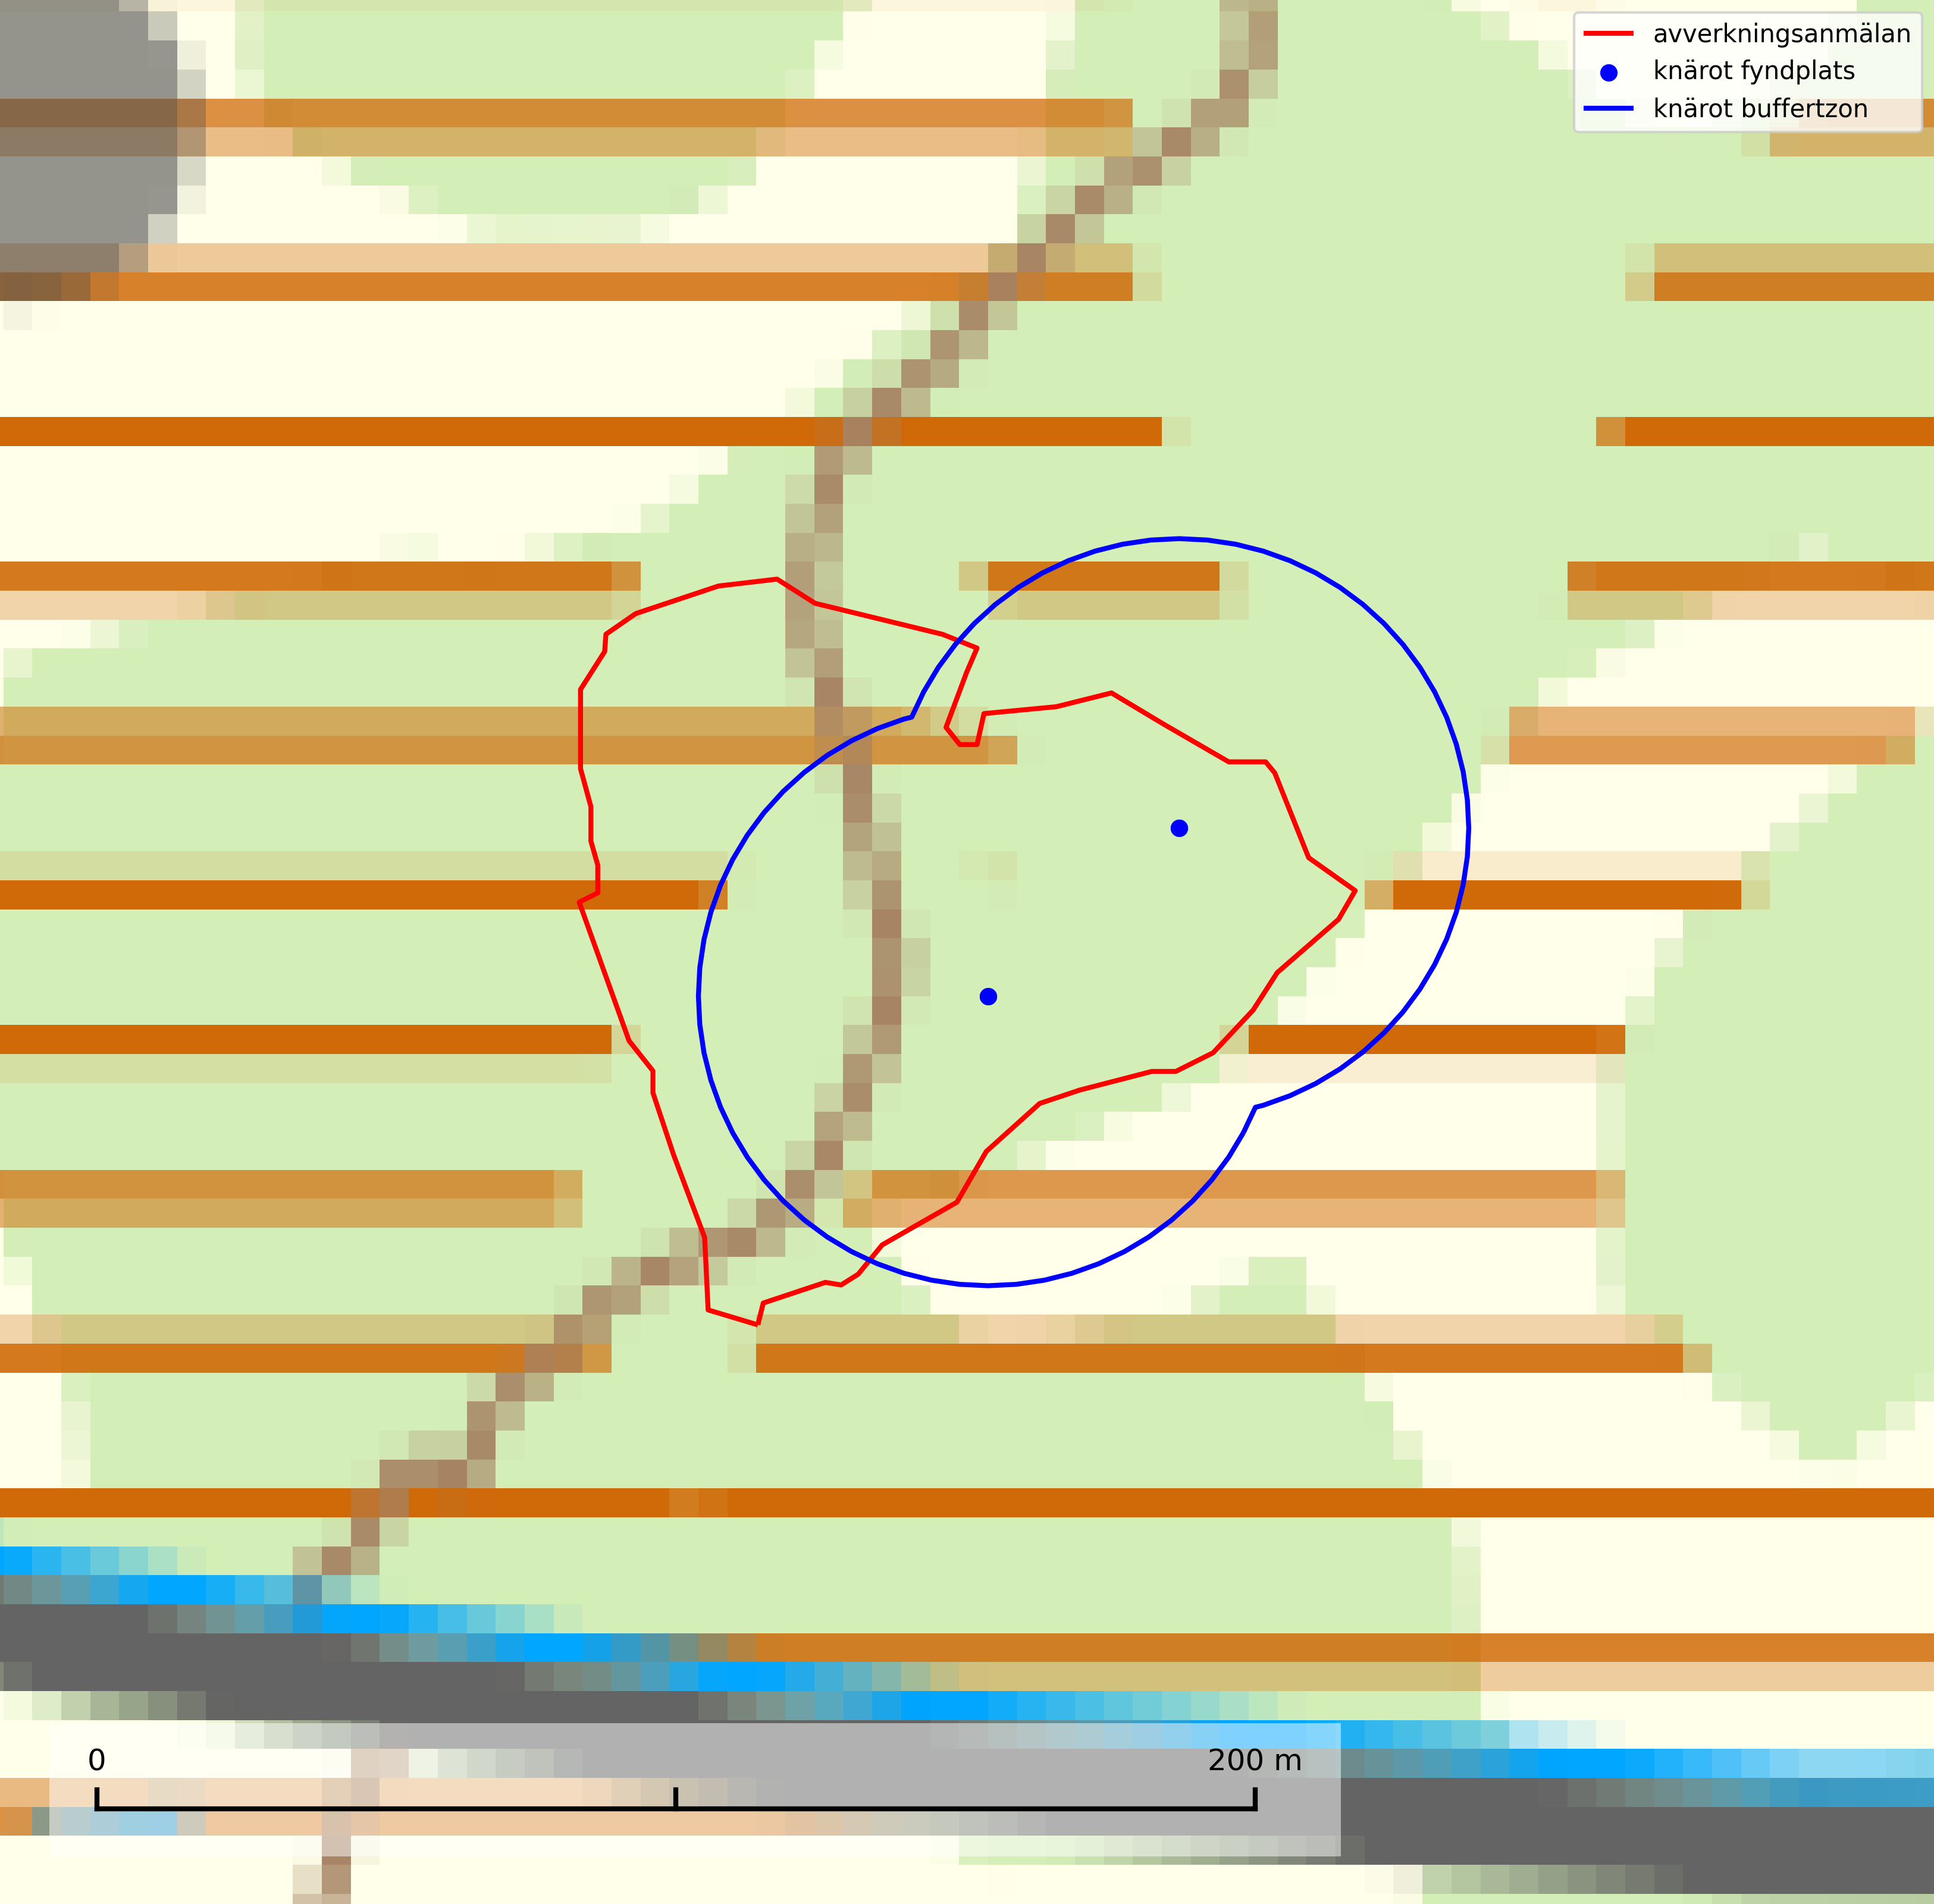 avverkningsanmälan
knärot fyndplats
knärot buffertzon
0
200 m